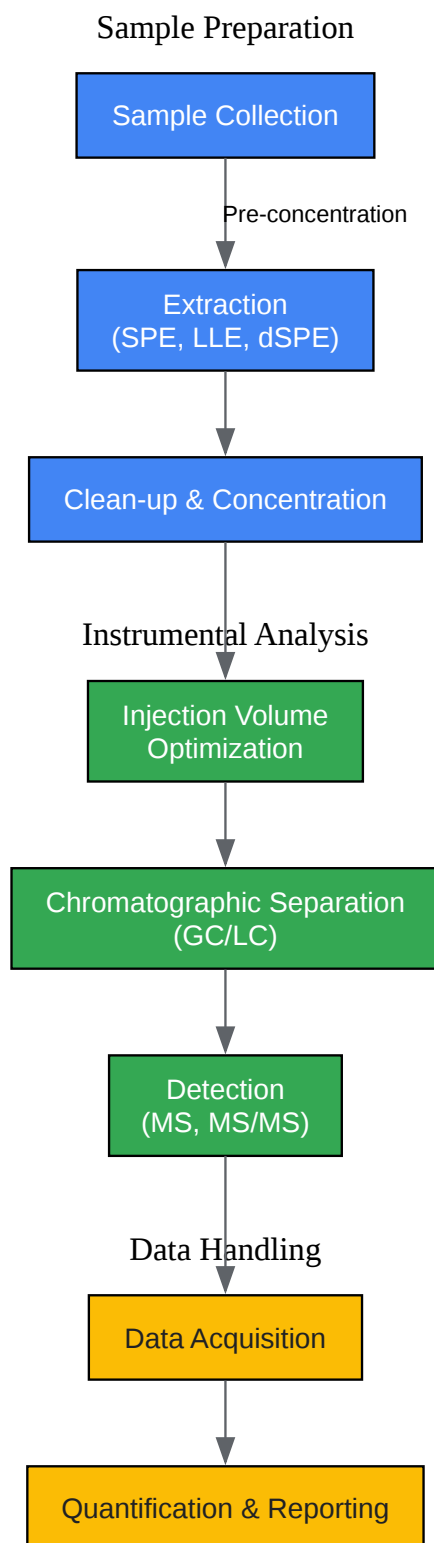 Sample Preparation
Sample Collection
Pre-concentration
Extraction
(SPE, LLE, dSPE)
Clean-up & Concentration
Instrumental Analysis
Injection Volume
Optimization
Chromatographic Separation
(GC/LC)
Detection
(MS, MS/MS)
Data Handling
Data Acquisition
Quantification & Reporting